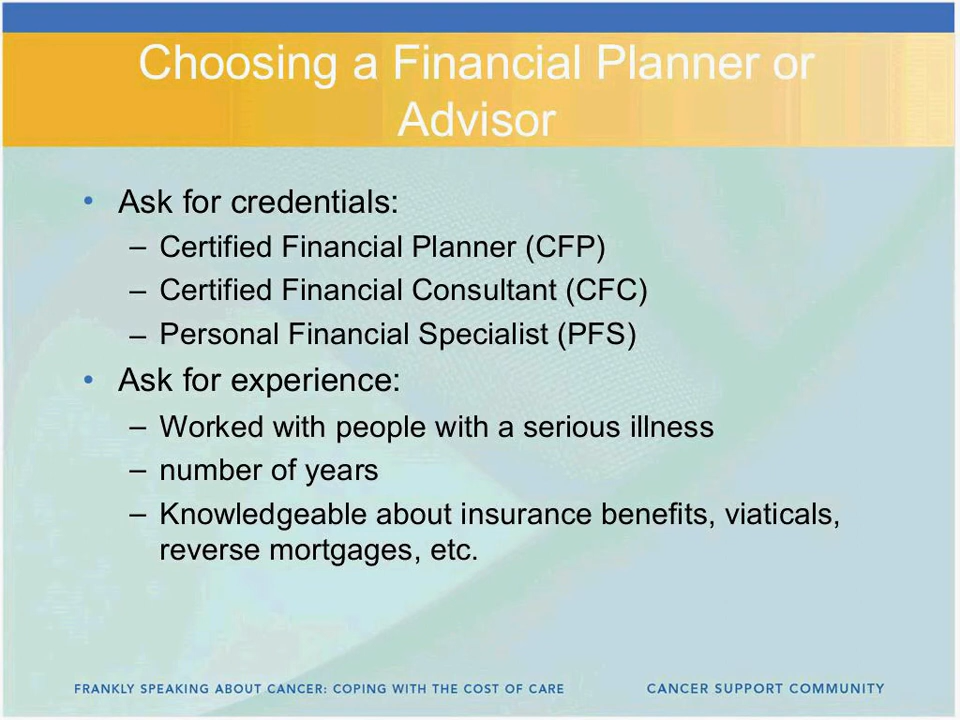 Choosing a Financial Planner or
Advisor
• Ask for credentials:
– Certified Financial Planner (CFP)
– Certified Financial Consultant (CFC)
– Personal Financial Specialist (PFS)
• Ask for experience:
– Worked with people with a serious illness
– number of years
– Knowledgeable about insurance benefits, viaticals,
reverse mortgages, etc.
FRANKLY SPEAKING ABOUT CANCER: COPING WITH THE COST OF CARE
CANCER SUPPORT COMMUNITY